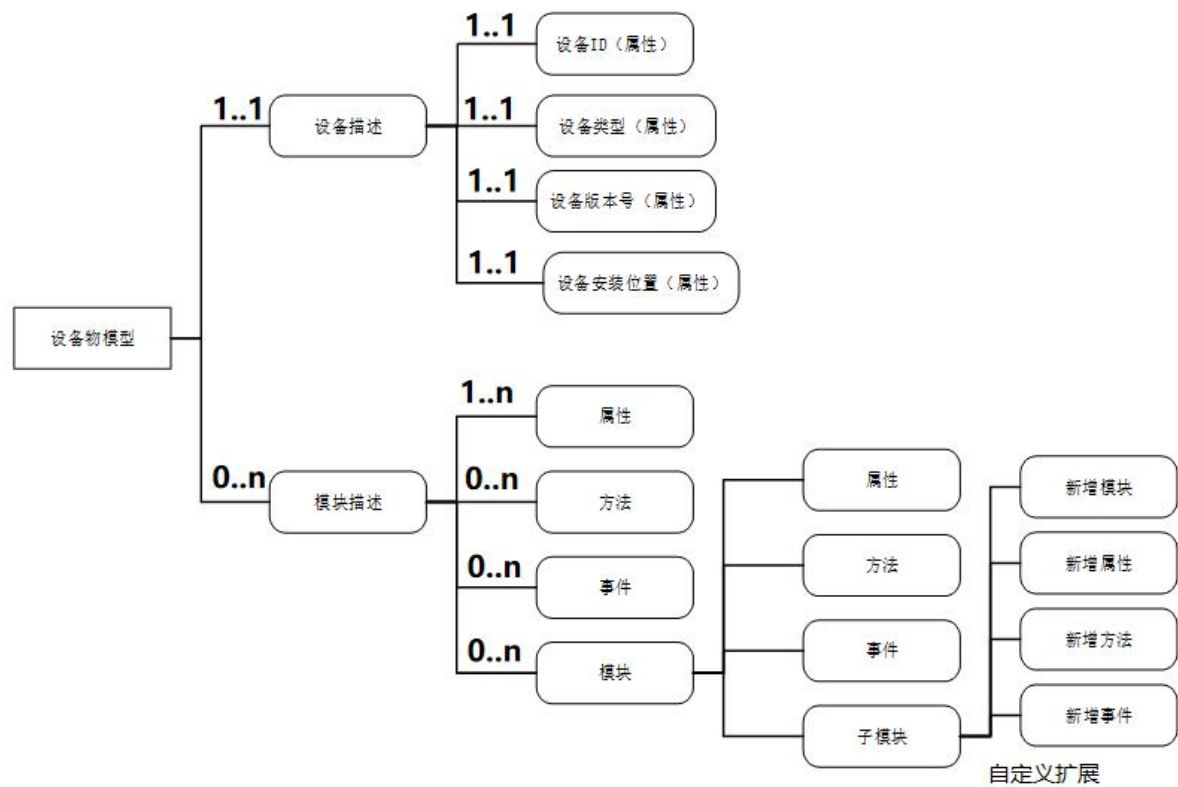 1..1
设备ID（属性）
1..1
设备描述
1..1
设备类型（属性）
1..1
设备版本号（属性）
1..1
设备安装位置（属性）
设备物模型
1..n
属性
0..n
模块描述
0..n
方法
0..n
事件
0..n
模块
属性
方法
事件
子模块
新增模块
新增属性
新增方法
新增事件
自定义扩展